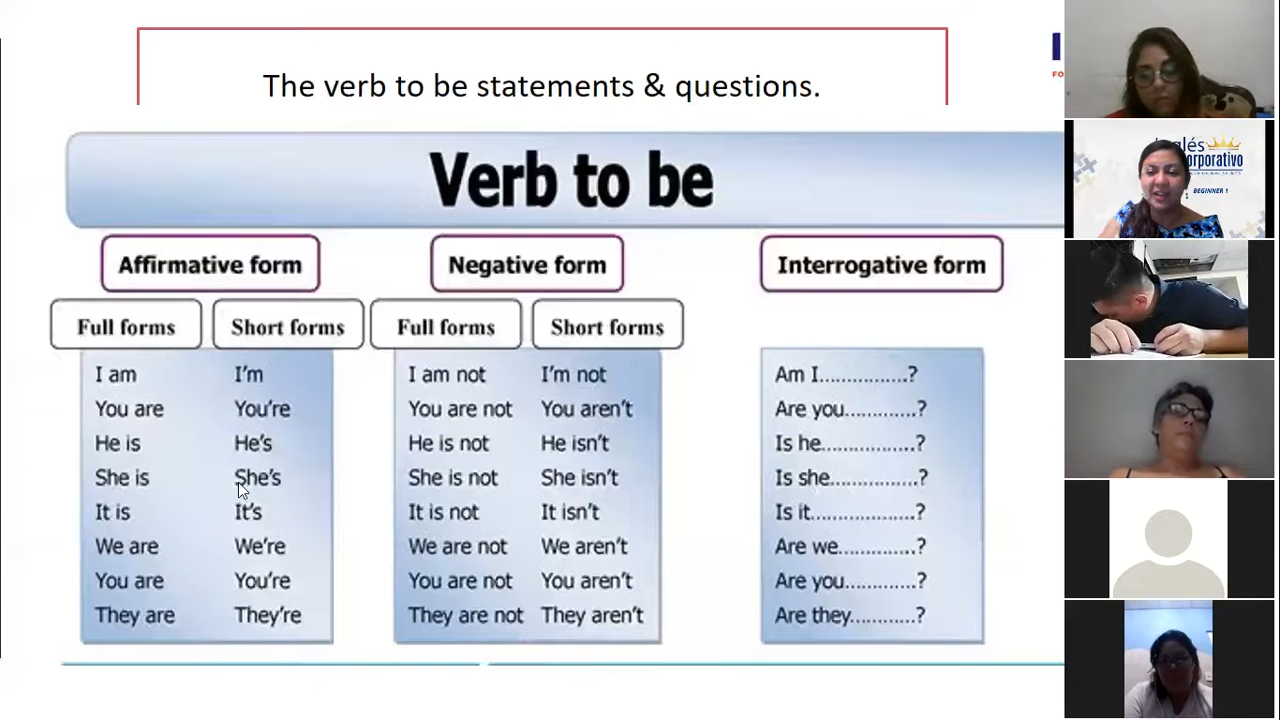 The verb to be statements & questions.
Verb to be
Affirmative form
Negative form
Interrogative form
Full forms
Short forms
Full forms
Short forms
I am I'm I am not I'm not Am I................?
You are You're You are not You aren't Are you.............?
He is He's He is not He isn't Is he..................?
She is She's She is not She isn't Is she.................?
It is It's It is not It isn't Is it....................?
We are We're We are not We aren't Are we.............?
You are You're You are not You aren't Are you.............?
They are They're They are not They aren't Are they............?
BEGINNER 1